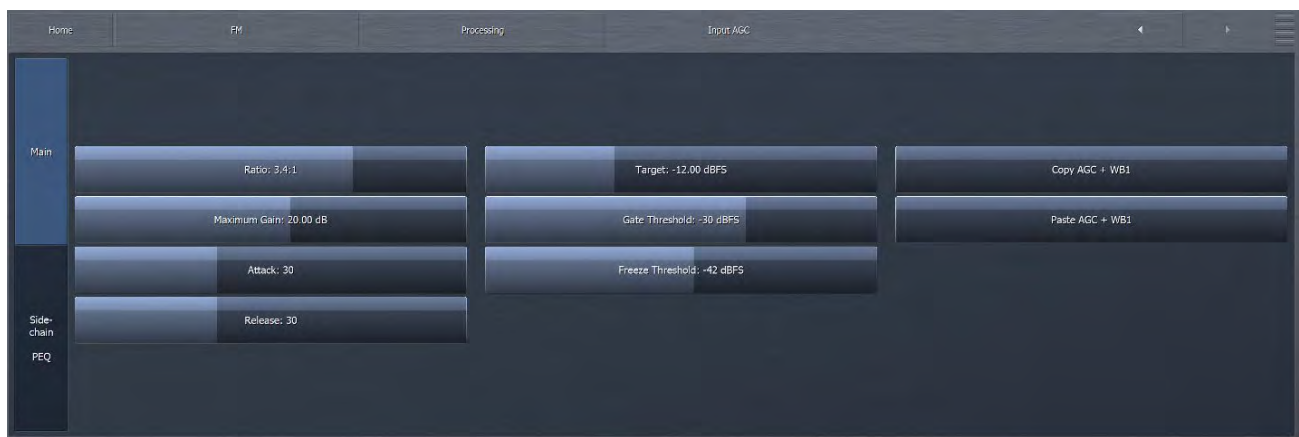 Home
FM
Processing
Input AGC
Main
Side-
chain
PEQ
Ratio: 3.4:1
Maximum Gain: 20.00 dB
Attack: 30
Release: 30
Target: -12.00 dBFS
Gate Threshold: -30 dBFS
Freeze Threshold: -42 dBFS
Copy AGC + WB1
Paste AGC + WB1